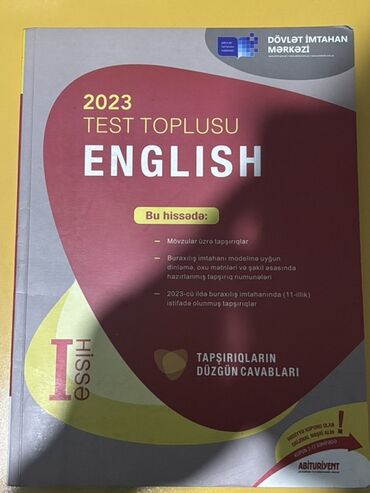 DÖVLƏT İMTAHAN
MƏRKƏZİ
2023
TEST TOPLUSU
ENGLISH
Bu hissədə:
Mövzular üzrə tapşırıqlar
Buraxılış imtahanı modelinə uyğun
dinləmə, oxu mətnləri və şəkil əsasında
hazırlanmış tapşırıq nümunələri
2023-cü ildə buraxılış imtahanında (11-illik)
istifadə olunmuş tapşırıqlar
I Hissə
TAPŞIRIQLARIN
DÜZGÜN CAVABLARI
ABİTURİYENT